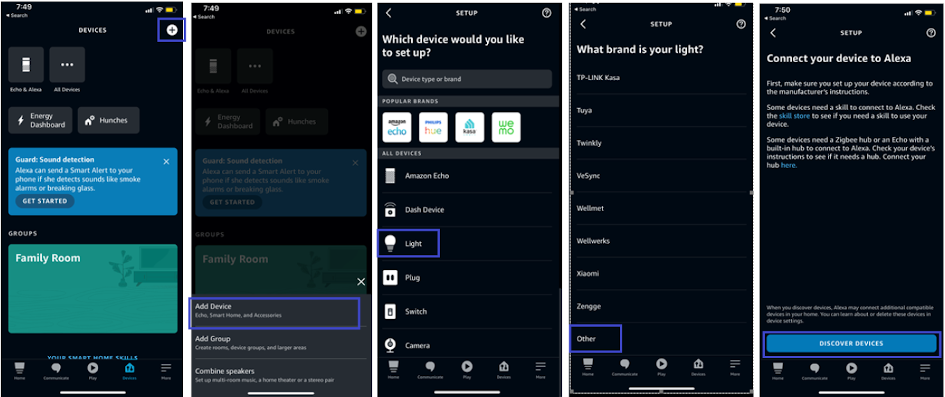 7:49
Search
DEVICES
Echo & Alexa
All Devices
Energy
Dashboard
Hunches
Guard: Sound detection
Alexa can send a Smart Alert to your
phone if she detects sounds like smoke
alarms or breaking glass.
GET STARTED
GROUPS
Family Room
YOUR SMART HOME SKILLS
Home
Communicate
Play
Devices
More
7:49
Search
DEVICES
Echo & Alexa
All Devices
Energy
Dashboard
Hunches
Guard: Sound detection
Alexa can send a Smart Alert to your
phone if she detects sounds like smoke
alarms or breaking glass.
GET STARTED
GROUPS
Family Room
Add Device
Echo, Smart Home, and Accessories
Add Group
Create rooms, device groups, and larger areas
Combine speakers
Set up multi-room music, a home theater or a stereo pair
7:49
Search
SETUP
Which device would you like
to set up?
Device type or brand
POPULAR BRANDS
amazon
echo
PHILIPS
hue
kasa
wemo
ALL DEVICES
Amazon Echo
Dash Device
Light
Plug
Switch
Camera
Home
Communicate
Play
Devices
More
Search
SETUP
What brand is your light?
TP-LINK Kasa
Tuya
Twinkly
VeSync
Wellmet
Wellwerks
Xiaomi
Zengge
Other
Home
Communicate
Play
Devices
More
7:50
Search
SETUP
Connect your device to Alexa
First, make sure you set up your device according to
the manufacturer's instructions.
Some devices need a skill to connect to Alexa. Check
the skill store to see if you need a skill to use your
device.
Some devices need a Zigbee hub or an Echo with a
built-in hub to connect to Alexa. Check your device's
instructions to see if it needs a hub. Connect your
hub here.
When you discover devices, Alexa may connect additional compatible
devices in your home. You can learn about or delete these devices in
device settings.
DISCOVER DEVICES
Home
Communicate
Play
Devices
More